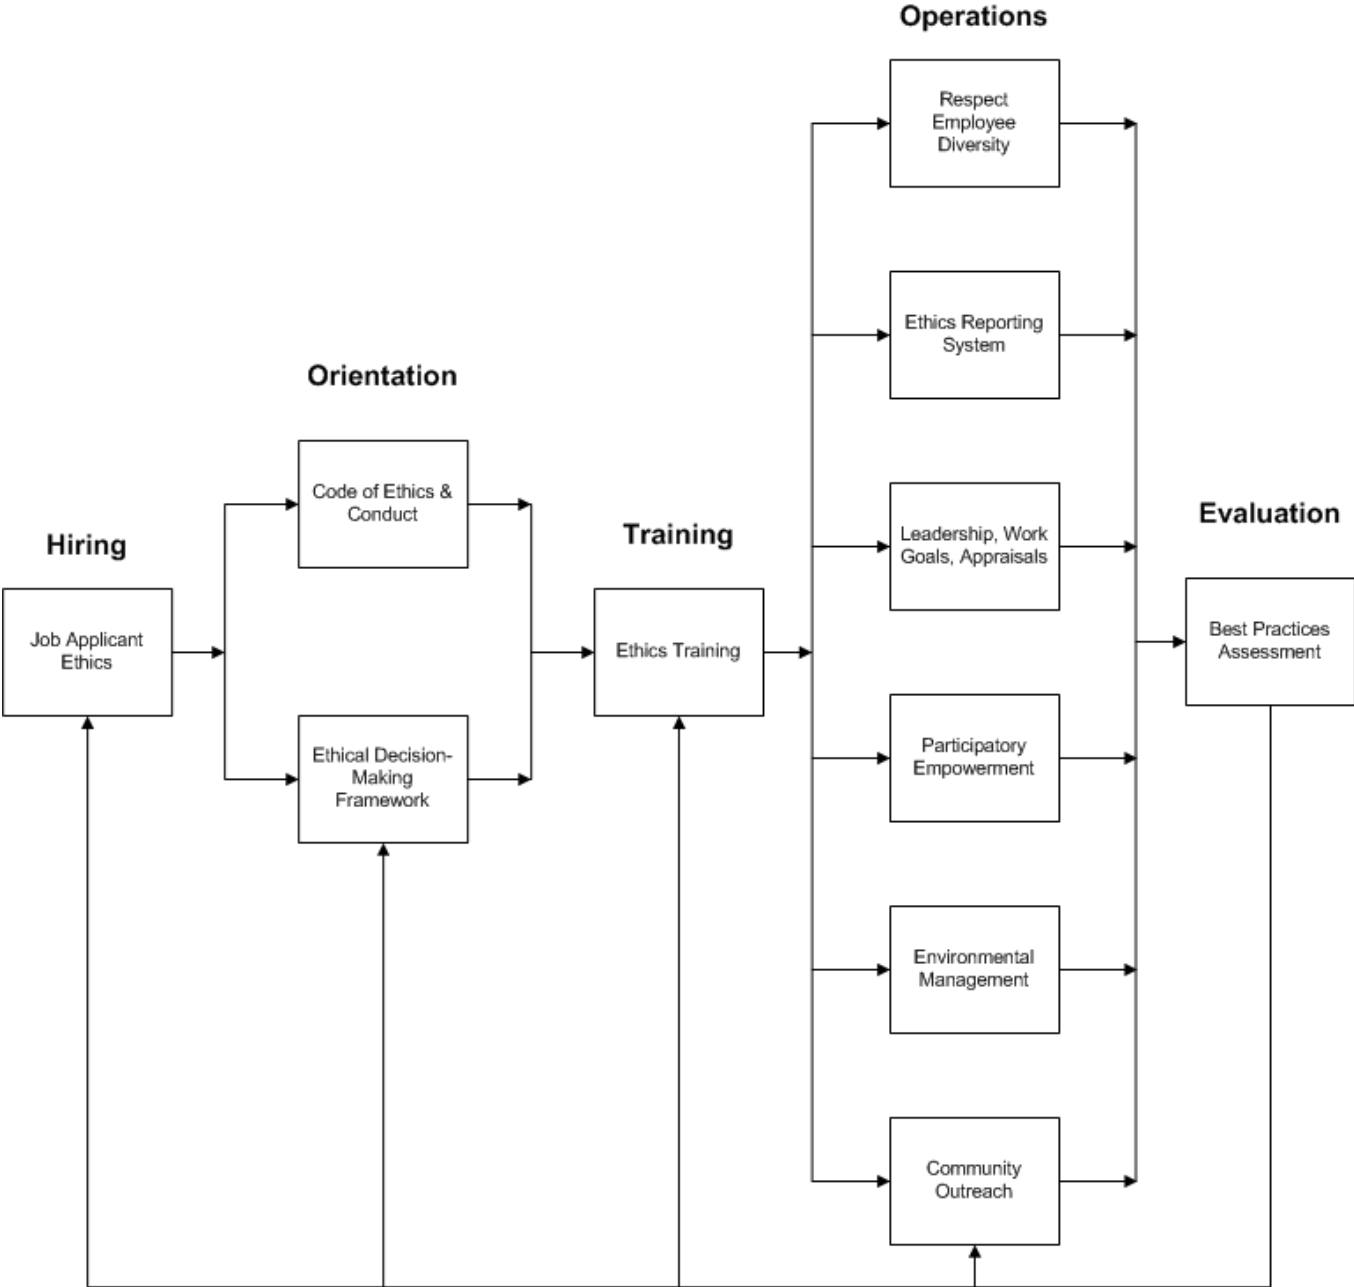 Operations
Respect
Employee
Diversity
Ethics Reporting
System
Orientation
Code of Ethics &
Conduct
Leadership, Work
Goals, Appraisals
Evaluation
Training
Hiring
Job Applicant
Ethics
Ethics Training
Best Practices
Assessment
Ethical Decision-
Making
Framework
Participatory
Empowerment
Environmental
Management
Community
Outreach